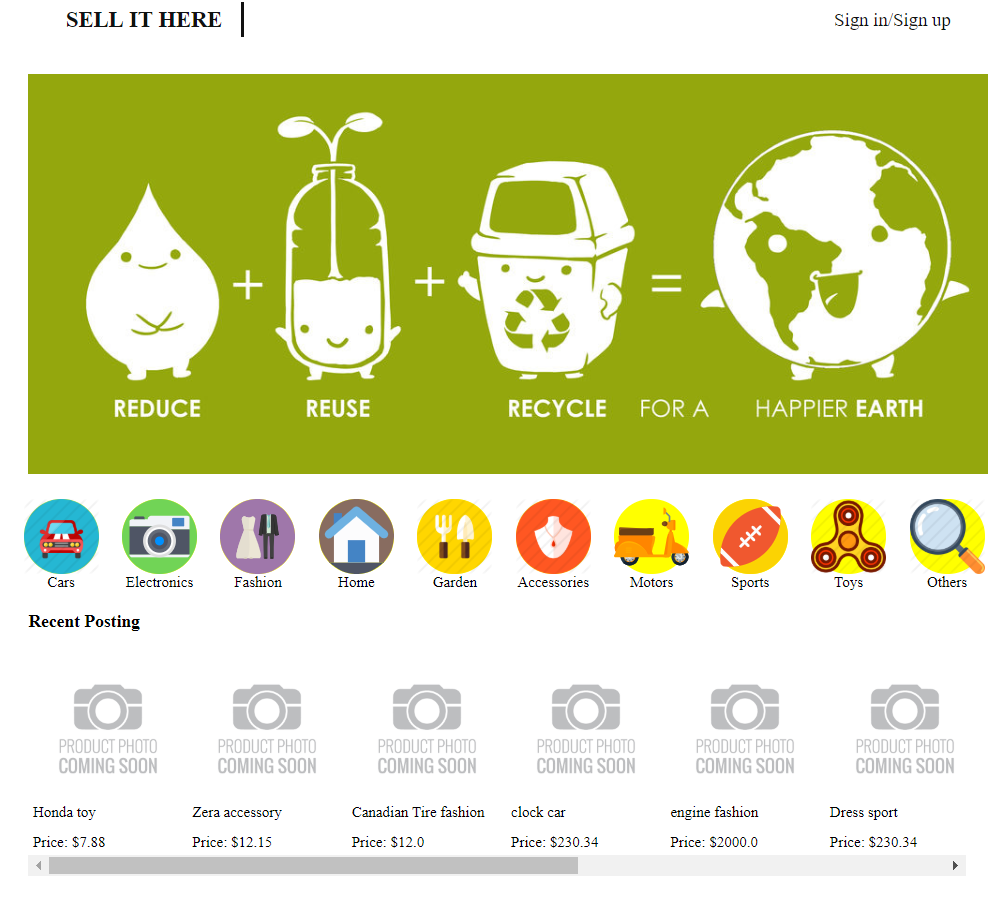 SELL IT HERE
Sign in/Sign up
REDUCE REUSE RECYCLE FOR A HAPPIER EARTH
Cars Electronics Fashion Home Garden Accessories Motors Sports Toys Others
Recent Posting
PRODUCT PHOTO PRODUCT PHOTO PRODUCT PHOTO PRODUCT PHOTO PRODUCT PHOTO PRODUCT PHOTO
COMING SOON COMING SOON COMING SOON COMING SOON COMING SOON COMING SOON
Honda toy Zera accessory Canadian Tire fashion clock car engine fashion Dress sport
Price: $7.88 Price: $12.15 Price: $12.0 Price: $230.34 Price: $2000.0 Price: $230.34